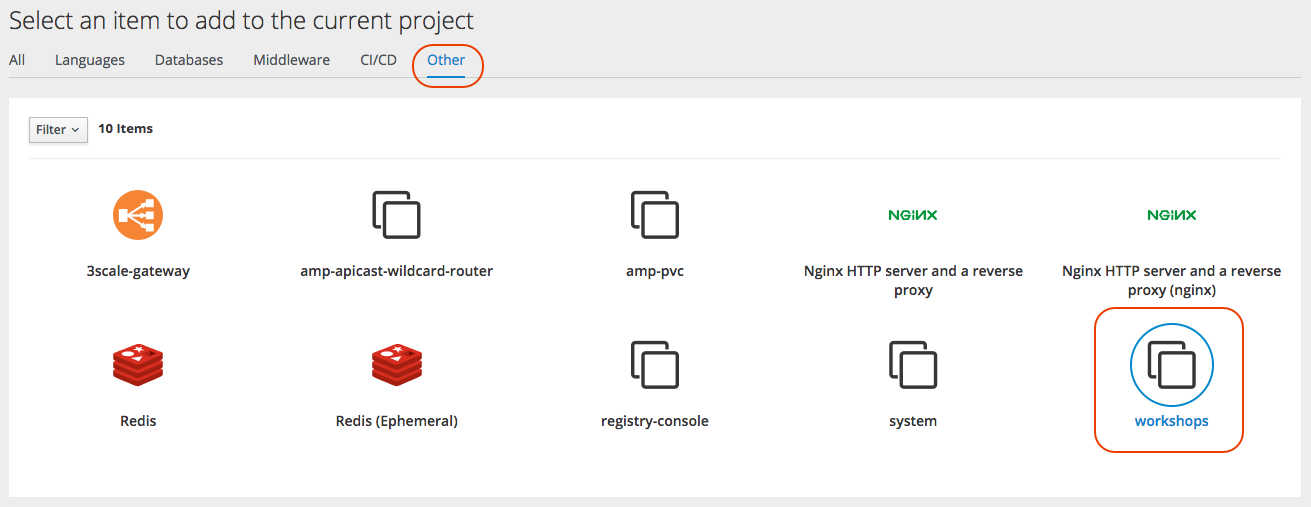 Select an item to add to the current project
All Languages Databases Middleware CI/CD Other
Filter 10 Items
NGINX NGINX
3scale-gateway amp-apicast-wildcard-router amp-pvc Nginx HTTP server and a reverse proxy Nginx HTTP server and a reverse proxy (nginx)
Redis Redis (Ephemeral) registry-console system workshops